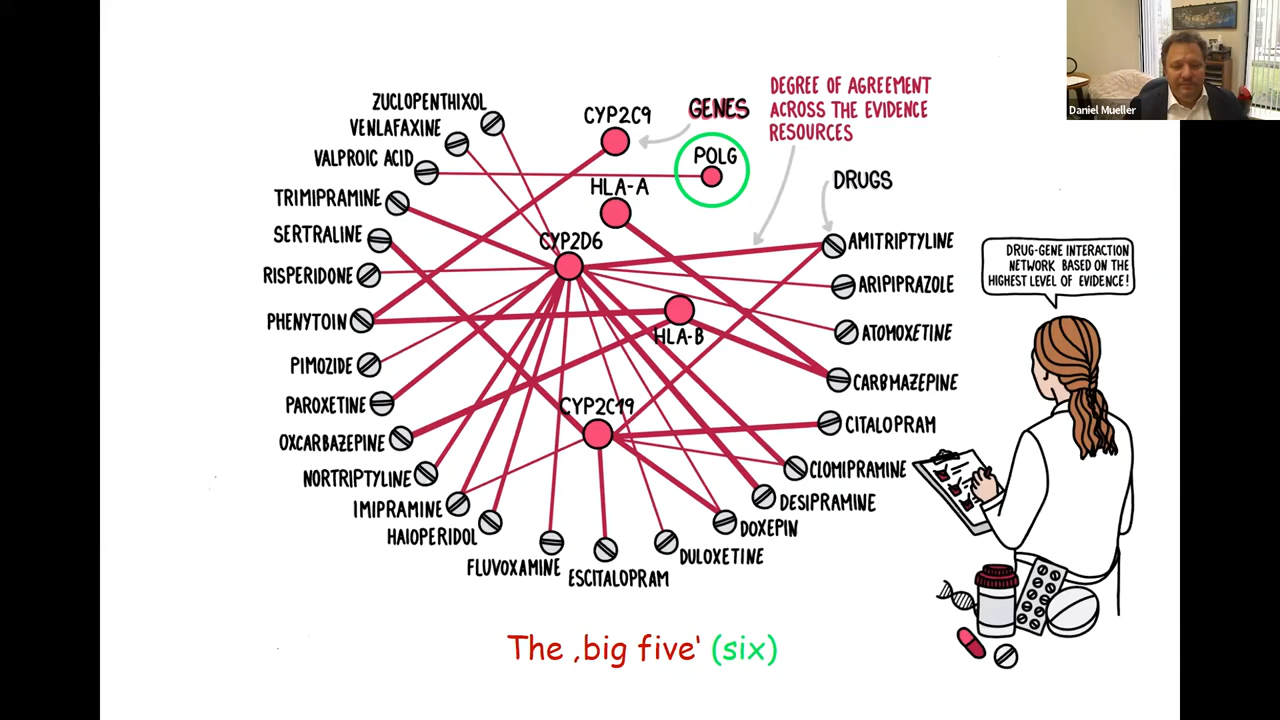 Daniel Mueller
DEGREE OF AGREEMENT
ACROSS THE EVIDENCE
RESOURCES
GENES
DRUGS
CYP2C9
POLG
HLA-A
CYP2D6
HLA-B
CYP2C19
ZUCLOPENTHIXOL
VENLAFAXINE
VALPROIC ACID
TRIMIPRAMINE
SERTRALINE
RISPERIDONE
PHENYTOIN
PIMOZIDE
PAROXETINE
OXCARBAZEPINE
NORTRIPTYLINE
IMIPRAMINE
HAIOPERIDOL
FLUVOXAMINE
ESCITALOPRAM
DULOXETINE
DOXEPIN
DESIPRAMINE
CLOMIPRAMINE
CITALOPRAM
CARBMAZEPINE
ATOMOXETINE
ARIPIPRAZOLE
AMITRIPTYLINE
DRUG-GENE INTERACTION
NETWORK BASED ON THE
HIGHEST LEVEL OF EVIDENCE!
The ‚big five' (six)